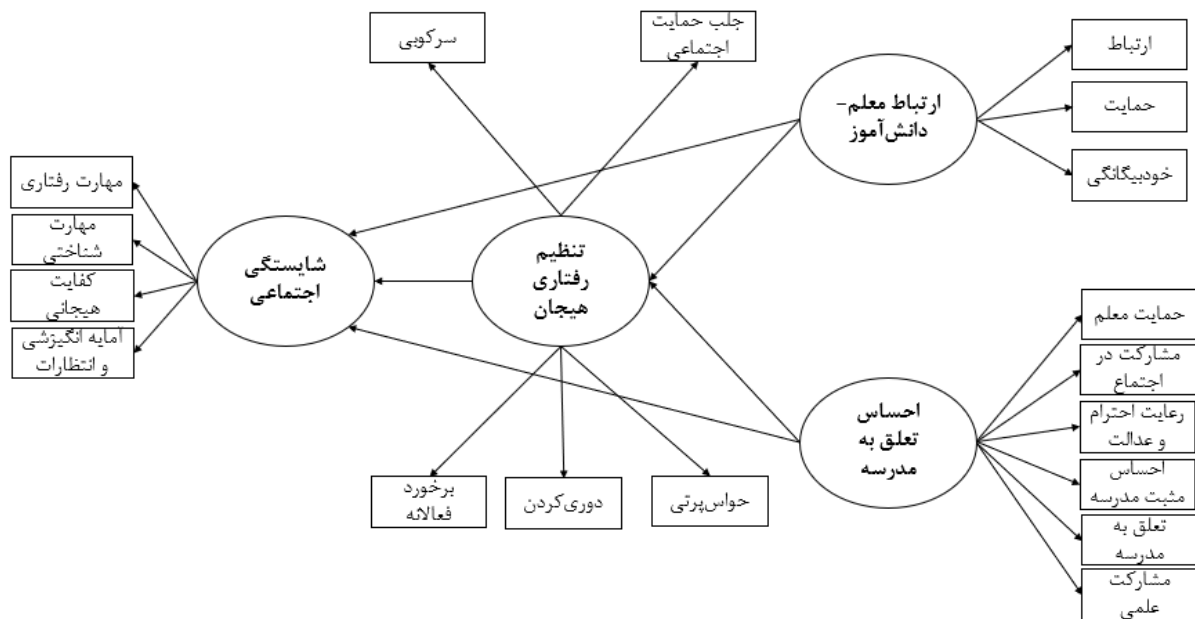 سرکوبی
جلب حمایت
اجتماعی
ارتباط معلم-
دانش‌آموز
ارتباط
حمایت
خودبیگانگی
مهارت رفتاری
مهارت
شناختی
کفایت
هیجانی
آمایه انگیزشی
و انتظارات
شایستگی
اجتماعی
تنظیم
رفتاری
هیجان
احساس
تعلق به
مدرسه
حمایت معلم
مشارکت در
اجتماع
رعایت احترام
و عدالت
احساس
مثبت مدرسه
تعلق به
مدرسه
مشارکت
علمی
برخورد
فعالانه
دوری‌کردن
حواس‌پرتی